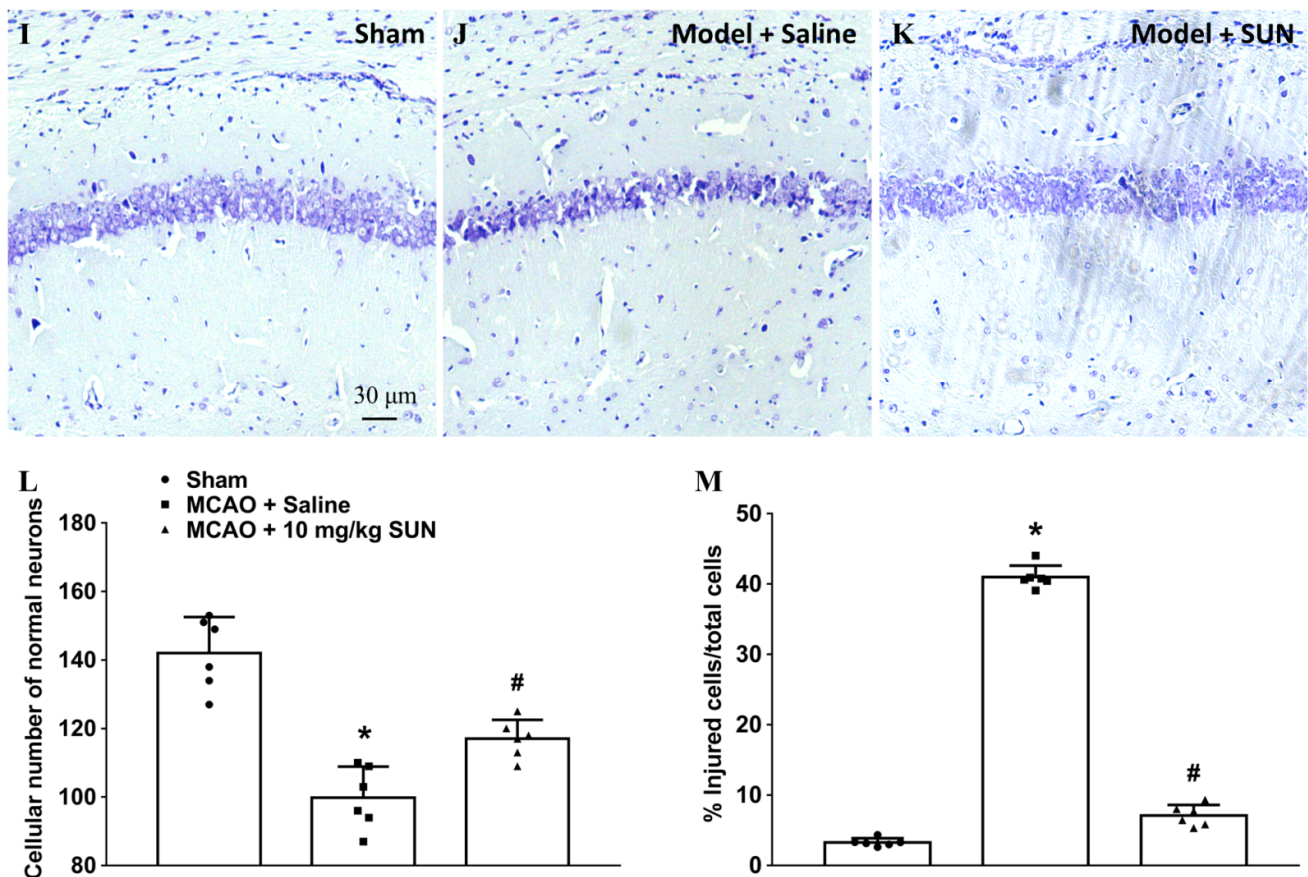 I Sham
J Model + Saline
K Model + SUN
30 μm
L
Sham
MCAO + Saline
MCAO + 10 mg/kg SUN
Cellular number of normal neurons
180
160
140
120
100
80
*
#
M
% Injured cells/total cells
50
40
30
20
10
0
*
#